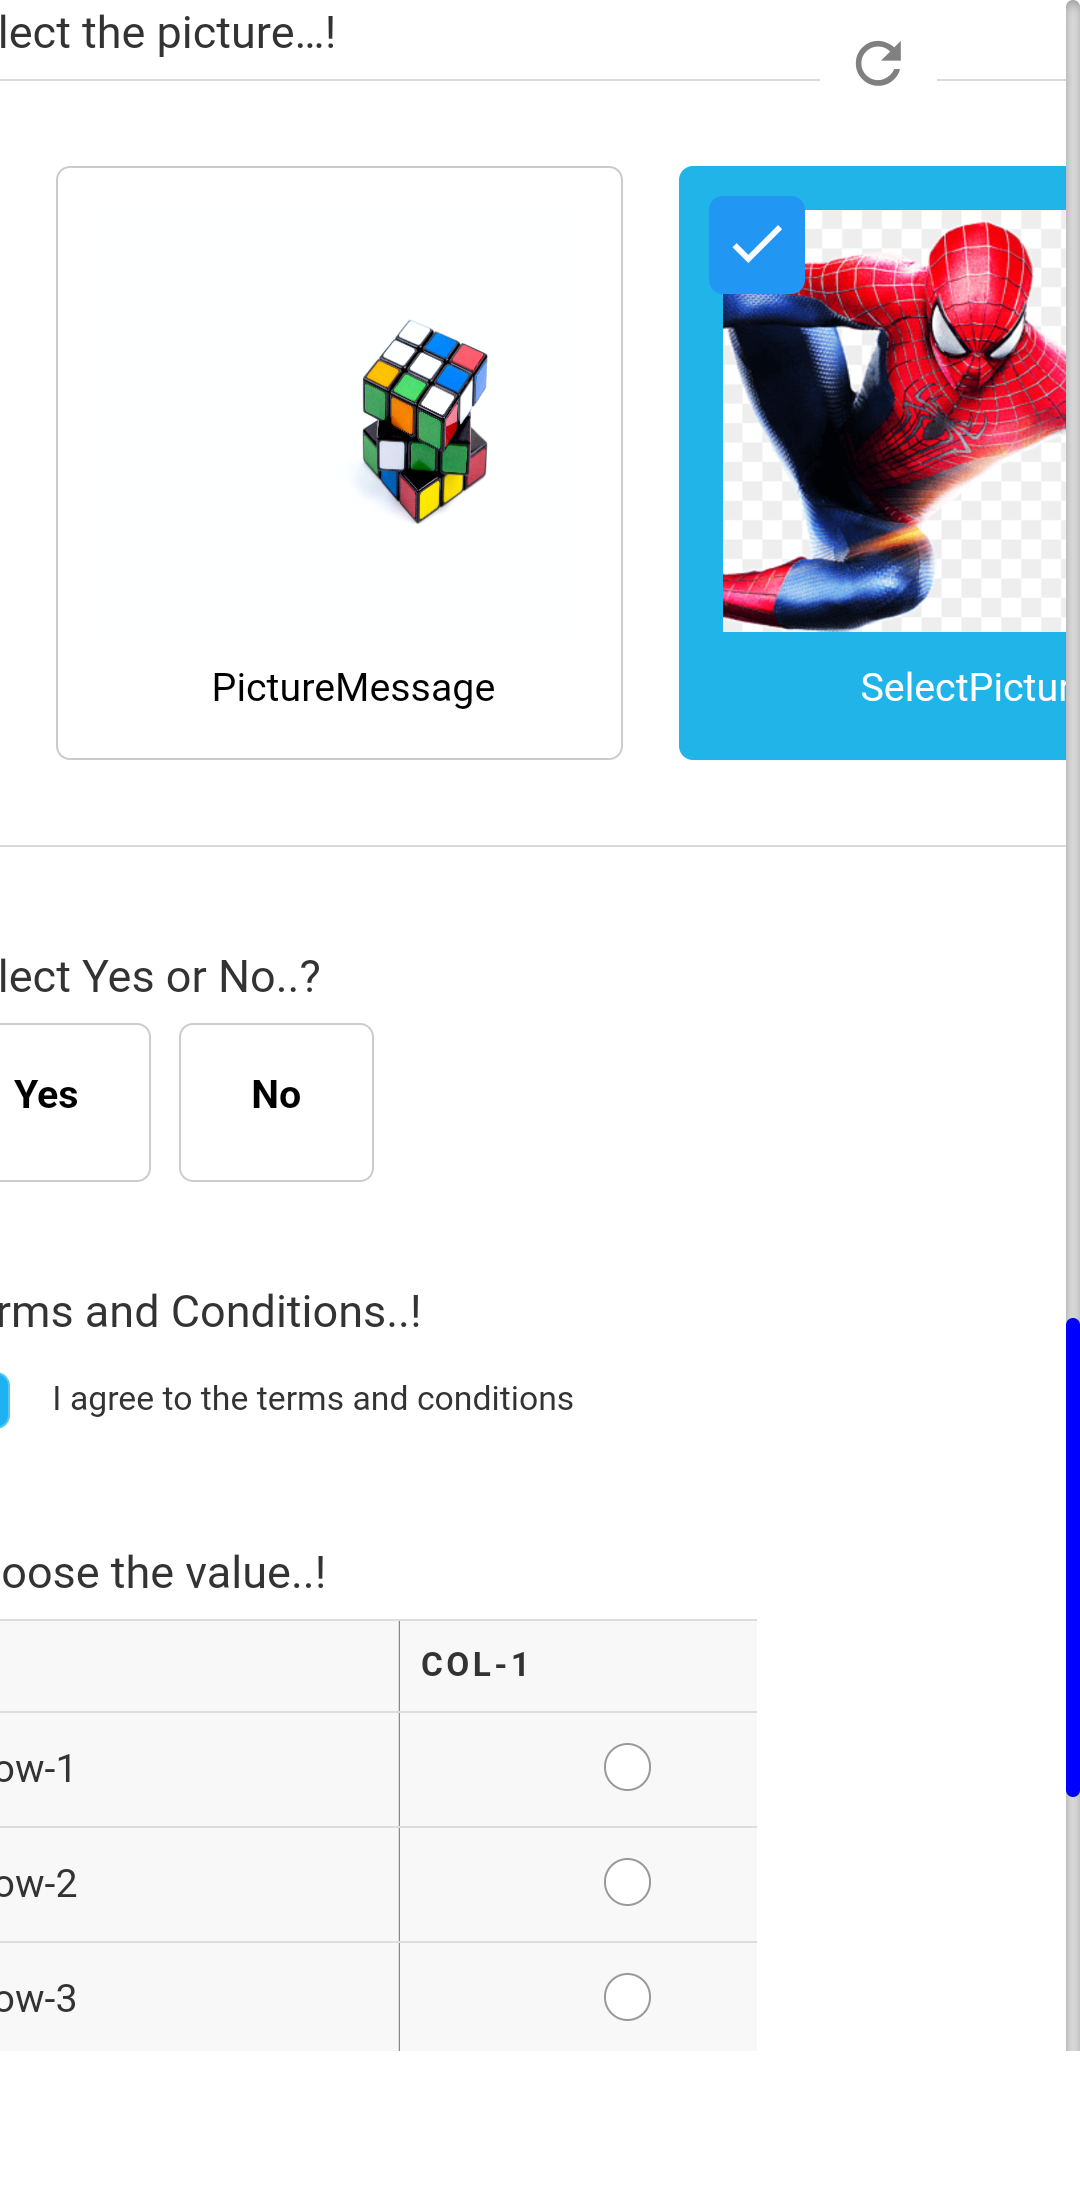 lect the picture...!
PictureMessage
SelectPictur
lect Yes or No..?
Yes
No
rms and Conditions..!
I agree to the terms and conditions
oose the value..!
COL-1
ow-1
ow-2
ow-3